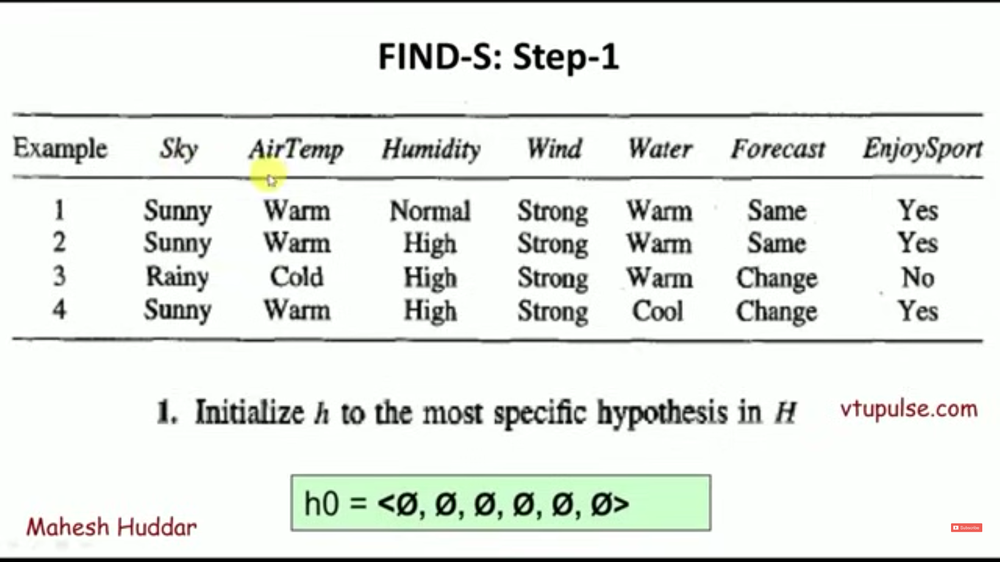 FIND-S: Step-1
Example Sky AirTemp Humidity Wind Water Forecast EnjoySport
1 Sunny Warm Normal Strong Warm Same Yes
2 Sunny Warm High Strong Warm Same Yes
3 Rainy Cold High Strong Warm Change No
4 Sunny Warm High Strong Cool Change Yes
1. Initialize h to the most specific hypothesis in H
vtupulse.com
h0 = <Ø, Ø, Ø, Ø, Ø, Ø>
Mahesh Huddar
Subscribe